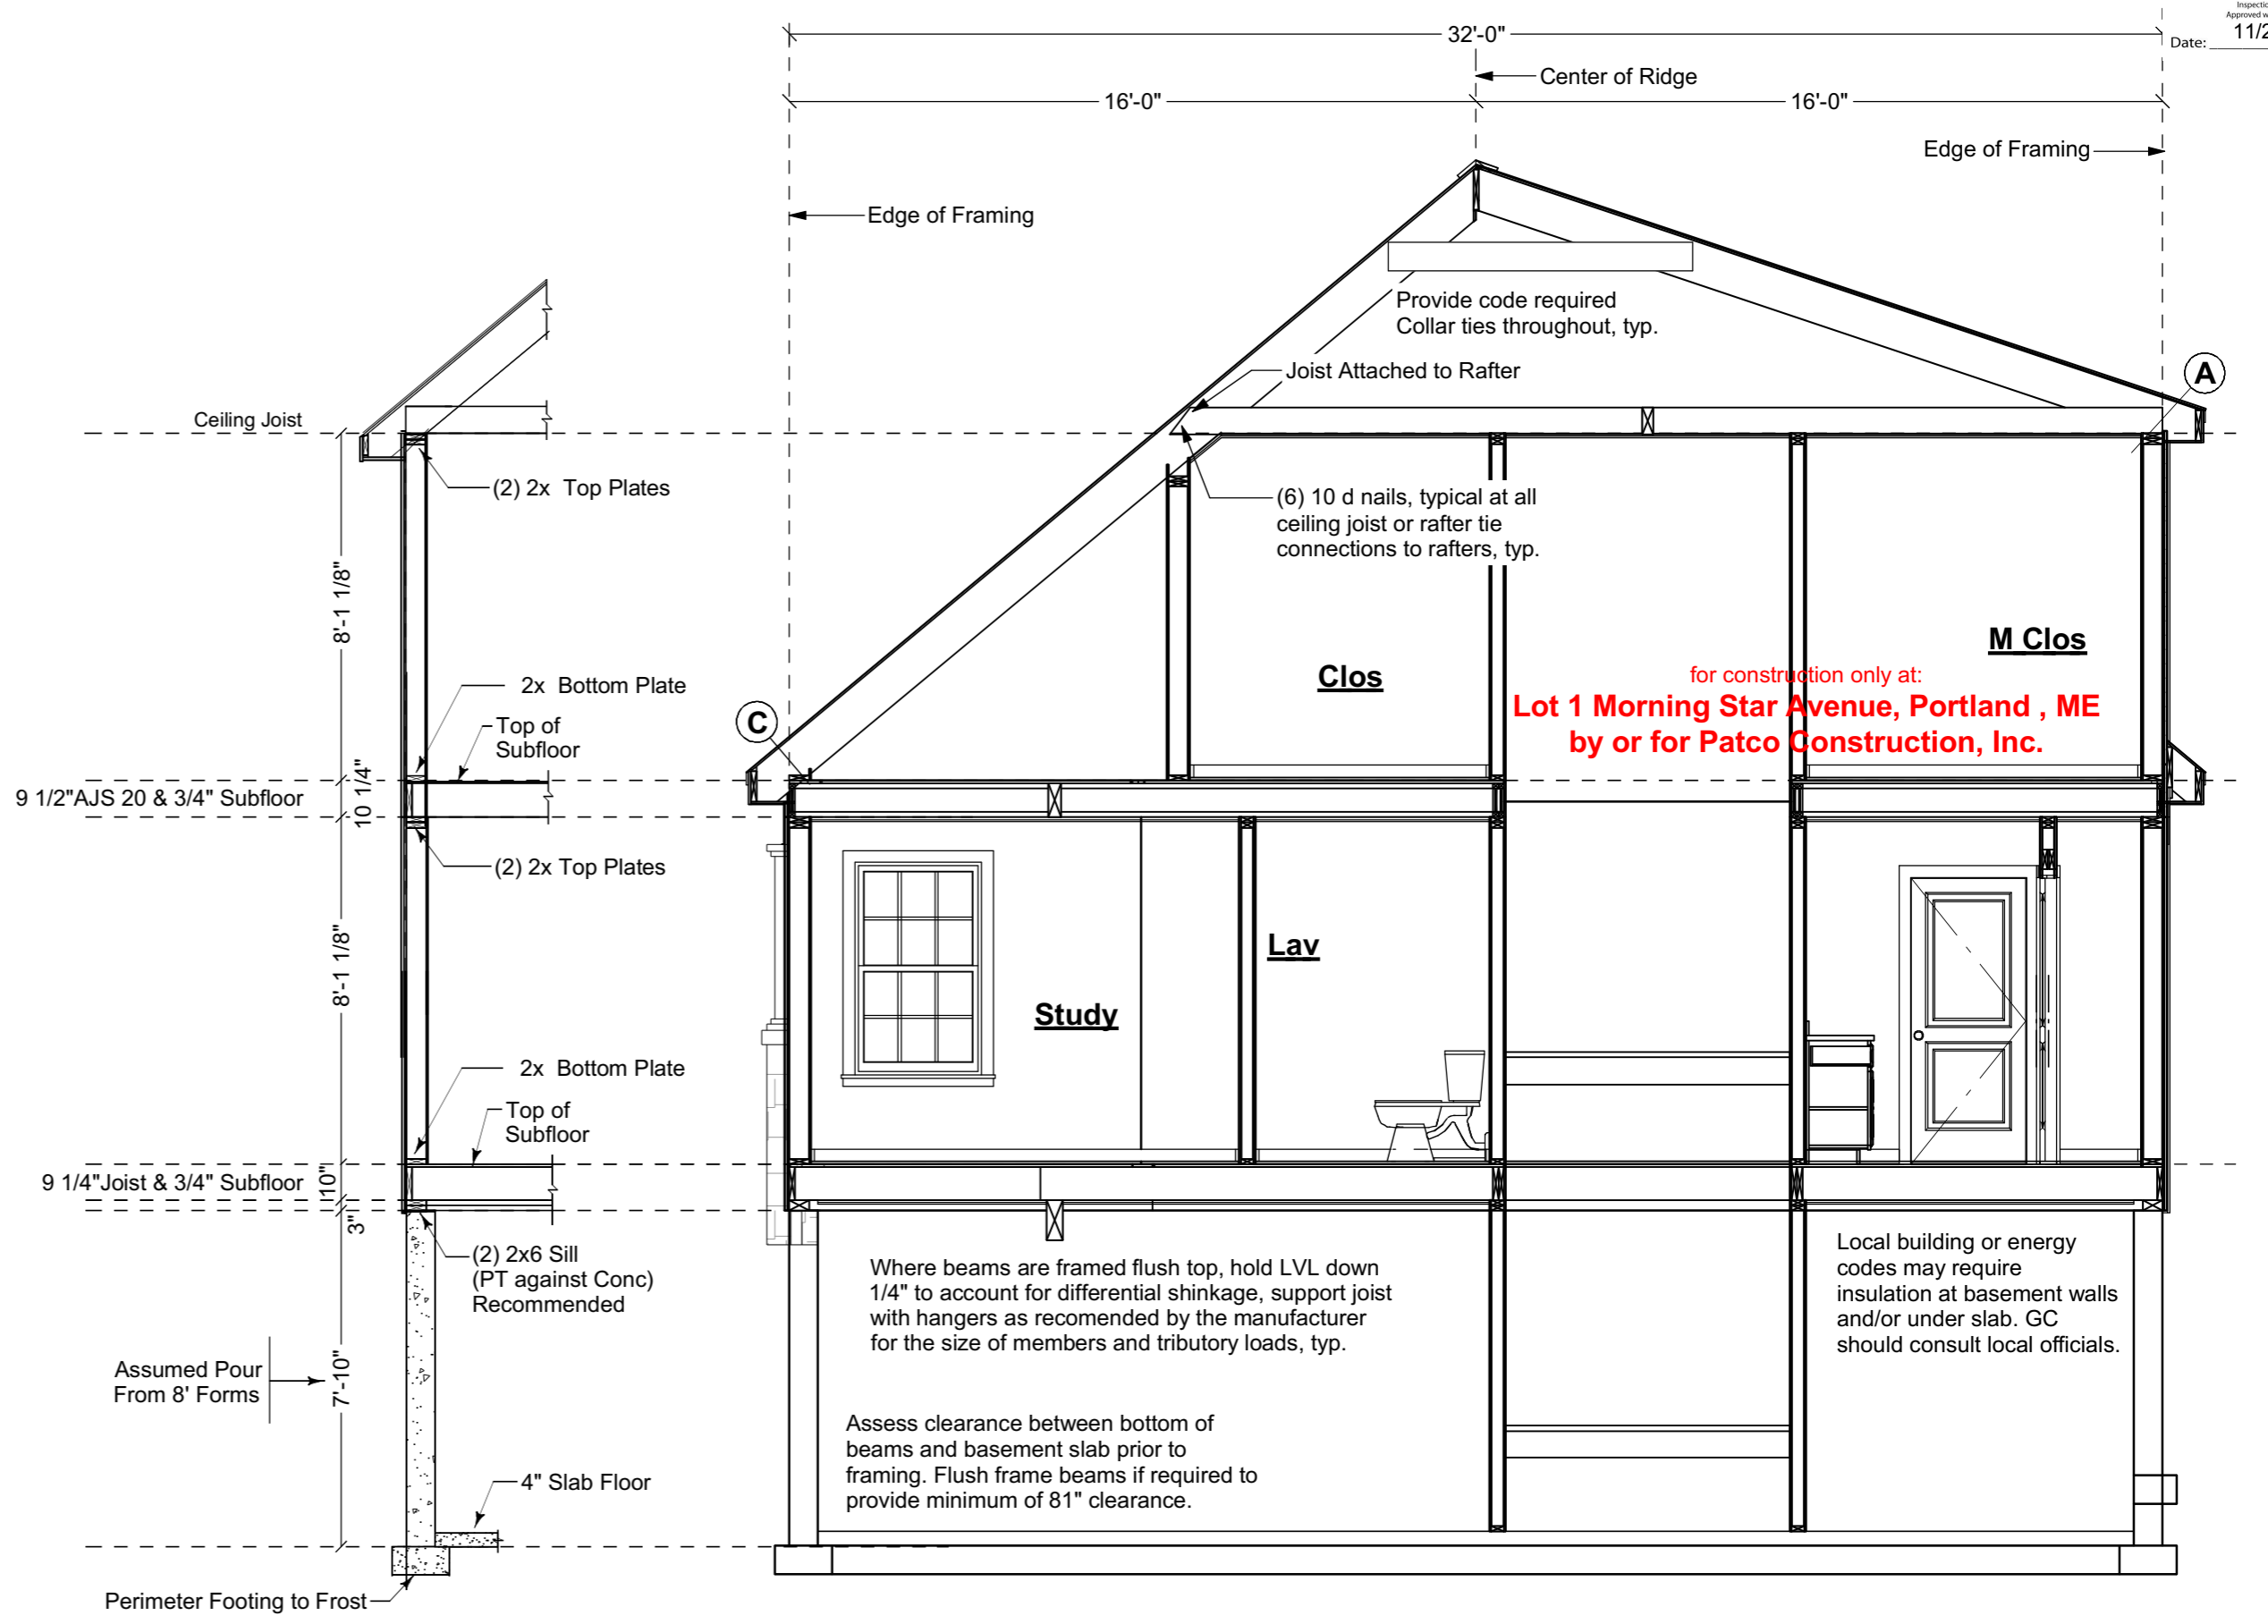 Date:
32'-0"
Center of Ridge
16'-0"
16'-0"
Edge of Framing
Edge of Framing
Provide code required
Collar ties throughout, typ.
Joist Attached to Rafter
A
Ceiling Joist
(2) 2x Top Plates
(6) 10 d nails, typical at all
ceiling joist or rafter tie
connections to rafters, typ.
8'-1 1/8"
M Clos
Clos
for construction only at:
Lot 1 Morning Star Avenue, Portland , ME
by or for Patco Construction, Inc.
2x Bottom Plate
C
Top of
Subfloor
9 1/2"AJS 20 & 3/4" Subfloor
10 1/4"
(2) 2x Top Plates
8'-1 1/8"
Lav
Study
2x Bottom Plate
Top of
Subfloor
9 1/4"Joist & 3/4" Subfloor
10"
3"
(2) 2x6 Sill
(PT against Conc)
Recommended
Where beams are framed flush top, hold LVL down
1/4" to account for differential shinkage, support joist
with hangers as recomended by the manufacturer
for the size of members and tributory loads, typ.
Local building or energy
codes may require
insulation at basement walls
and/or under slab. GC
should consult local officials.
Assumed Pour
From 8' Forms
7'-10"
Assess clearance between bottom of
beams and basement slab prior to
framing. Flush frame beams if required to
provide minimum of 81" clearance.
4" Slab Floor
Perimeter Footing to Frost